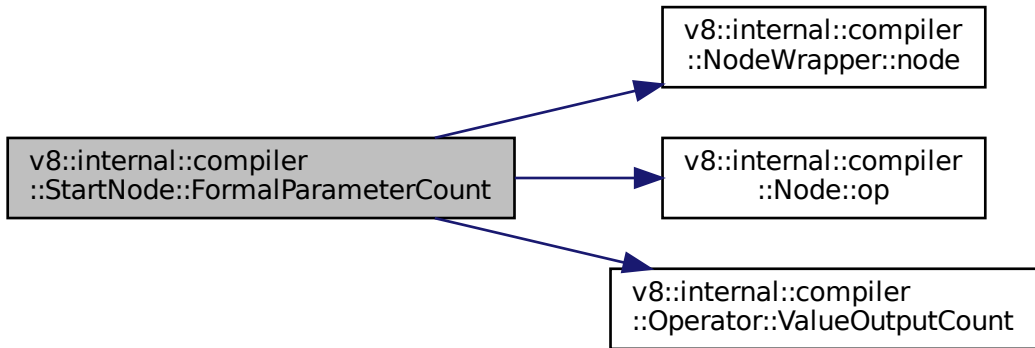 v8::internal::compiler
::NodeWrapper::node
v8::internal::compiler
::StartNode::FormalParameterCount
v8::internal::compiler
::Node::op
v8::internal::compiler
::Operator::ValueOutputCount